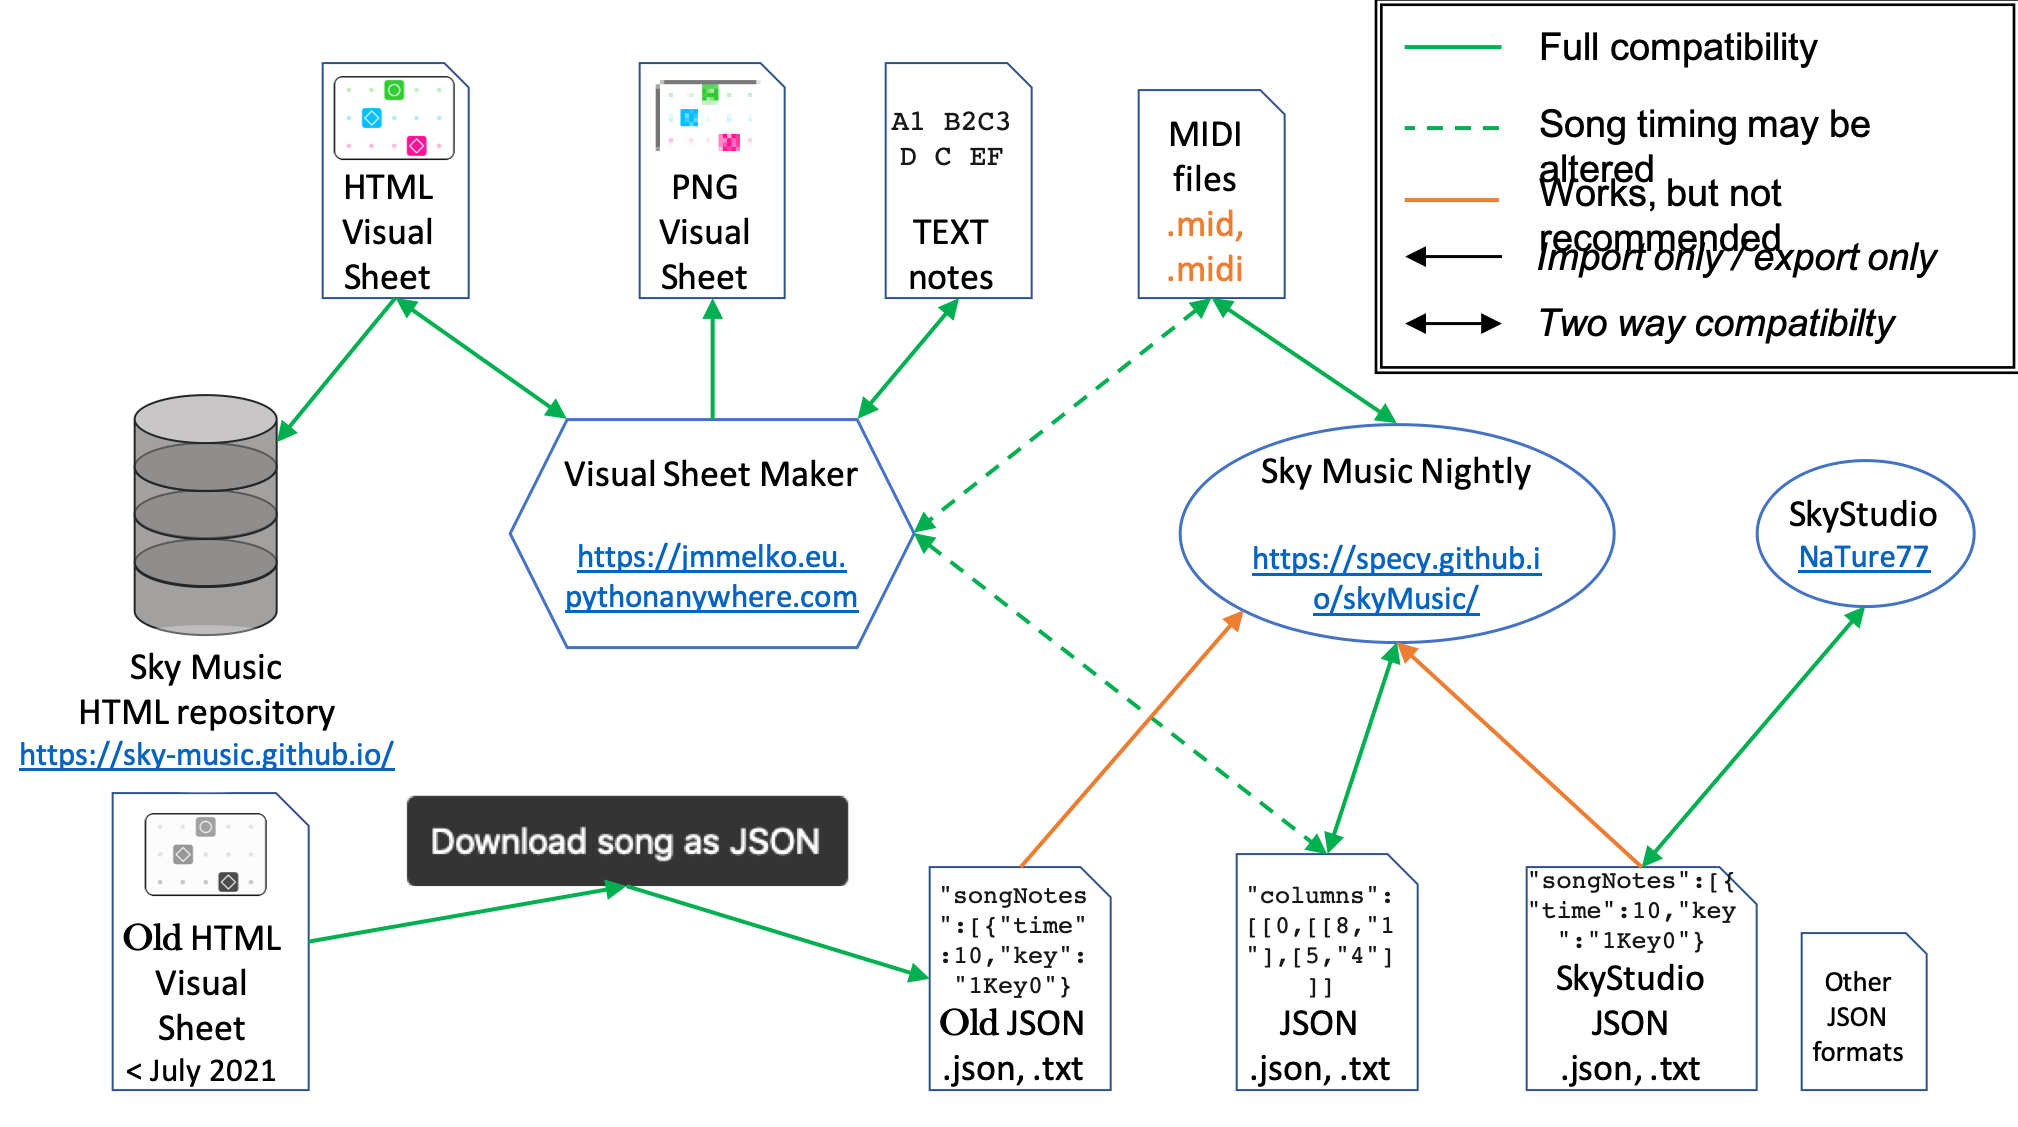 Full compatibility
Song timing may be
altered
Works, but not
recommended
Import only / export only
Two way compatibilty
HTML
Visual
Sheet
PNG
Visual
Sheet
A1 B2C3
D C EF
TEXT
notes
MIDI
files
.mid,
.midi
Visual Sheet Maker
https://jmmelko.eu.
pythonanywhere.com
Sky Music Nightly
https://specy.github.i
o/skyMusic/
SkyStudio
NaTure77
Sky Music
HTML repository
https://sky-music.github.io/
Old HTML
Visual
Sheet
< July 2021
Download song as JSON
"songNotes
":[{"time"
:10,"key":
"1Key0"}
Old JSON
.json, .txt
"columns":
[[0,[[8,"1
"],[5,"4"]
]]
JSON
.json, .txt
"songNotes":[{
"time":10,"key
":"1Key0"}
SkyStudio
JSON
.json, .txt
Other
JSON
formats